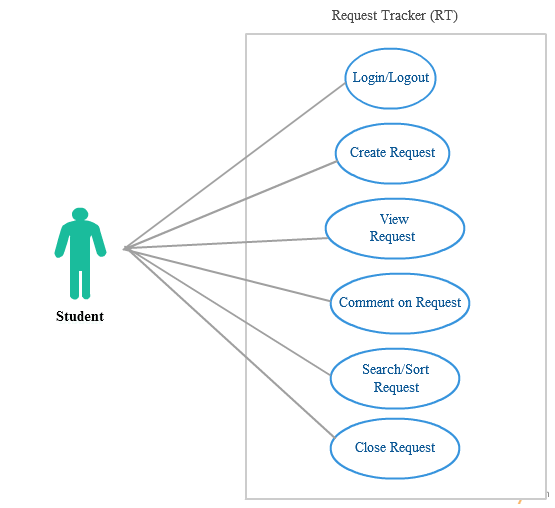 Request Tracker (RT)
Login/Logout
Create Request
View
Request
Comment on Request
Search/Sort
Request
Close Request
Student